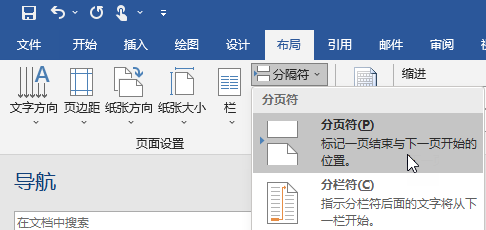 文件 开始 插入 绘图 设计 布局 引用 邮件 审阅
文字方向 页边距 纸张方向 纸张大小 栏 分隔符 缩进
页面设置
分页符
分页符(P)
标记一页结束与下一页开始的
位置。
导航
分栏符(C)
指示分栏符后面的文字将从下
一栏开始。
在文档中搜索